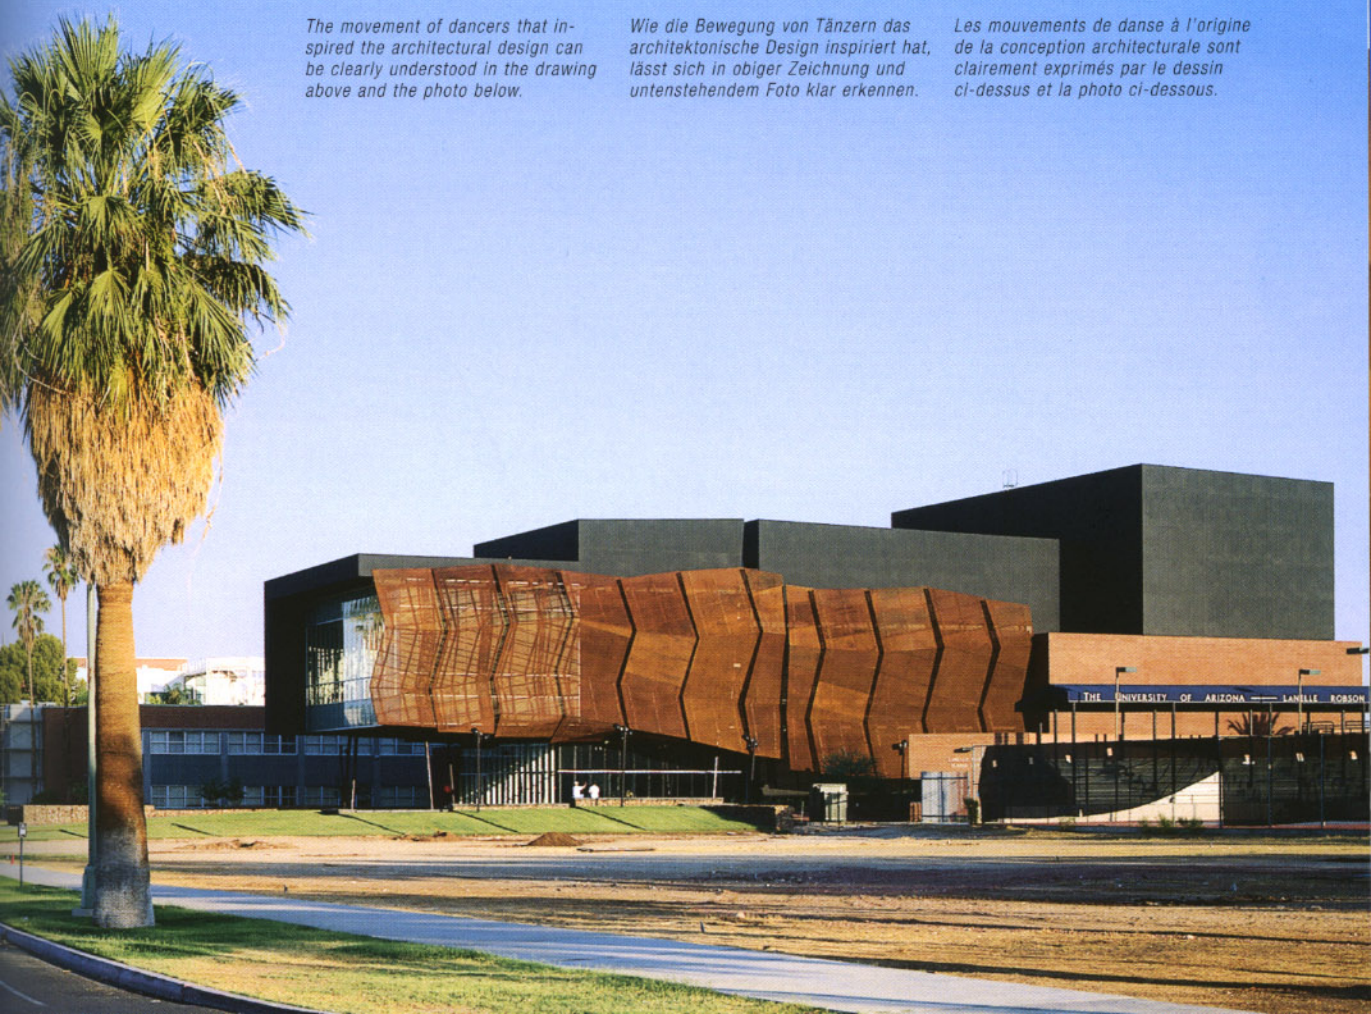 The movement of dancers that in-
spired the architectural design can
be clearly understood in the drawing
above and the photo below.
Wie die Bewegung von Tänzern das
architektonische Design inspiriert hat,
lässt sich in obiger Zeichnung und
untenstehendem Foto klar erkennen.
Les mouvements de danse à l'origine
de la conception architecturale sont
clairement exprimés par le dessin
ci-dessus et la photo ci-dessous.
THE UNIVERSITY OF ARIZONA — LANELLE ROBSON